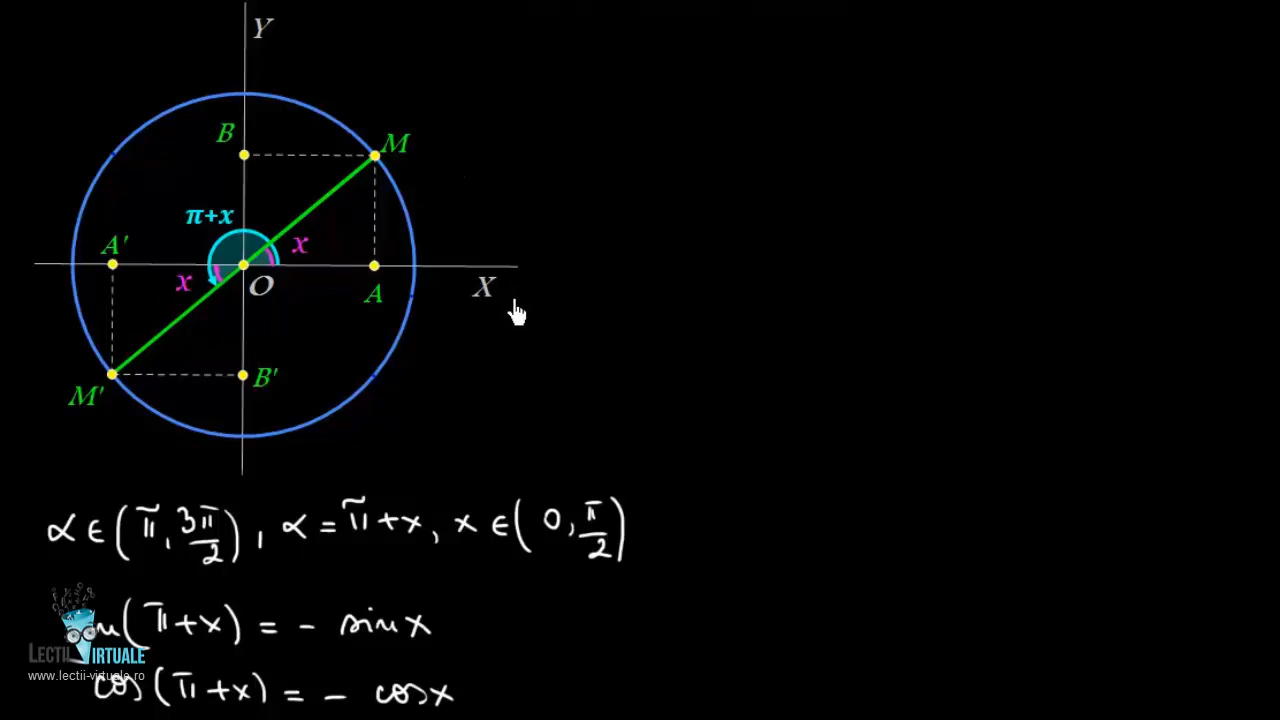 Y
B
M
π+x
x
A'
x
O
A
X
M'
B'
α ∈ (π, 3π/2), α = π+x, x ∈ (0, π/2)
(π+x) = - sin x
cos(π+x) = - cos x
LECTII VIRTUALE
www.lectii-virtuale.ro